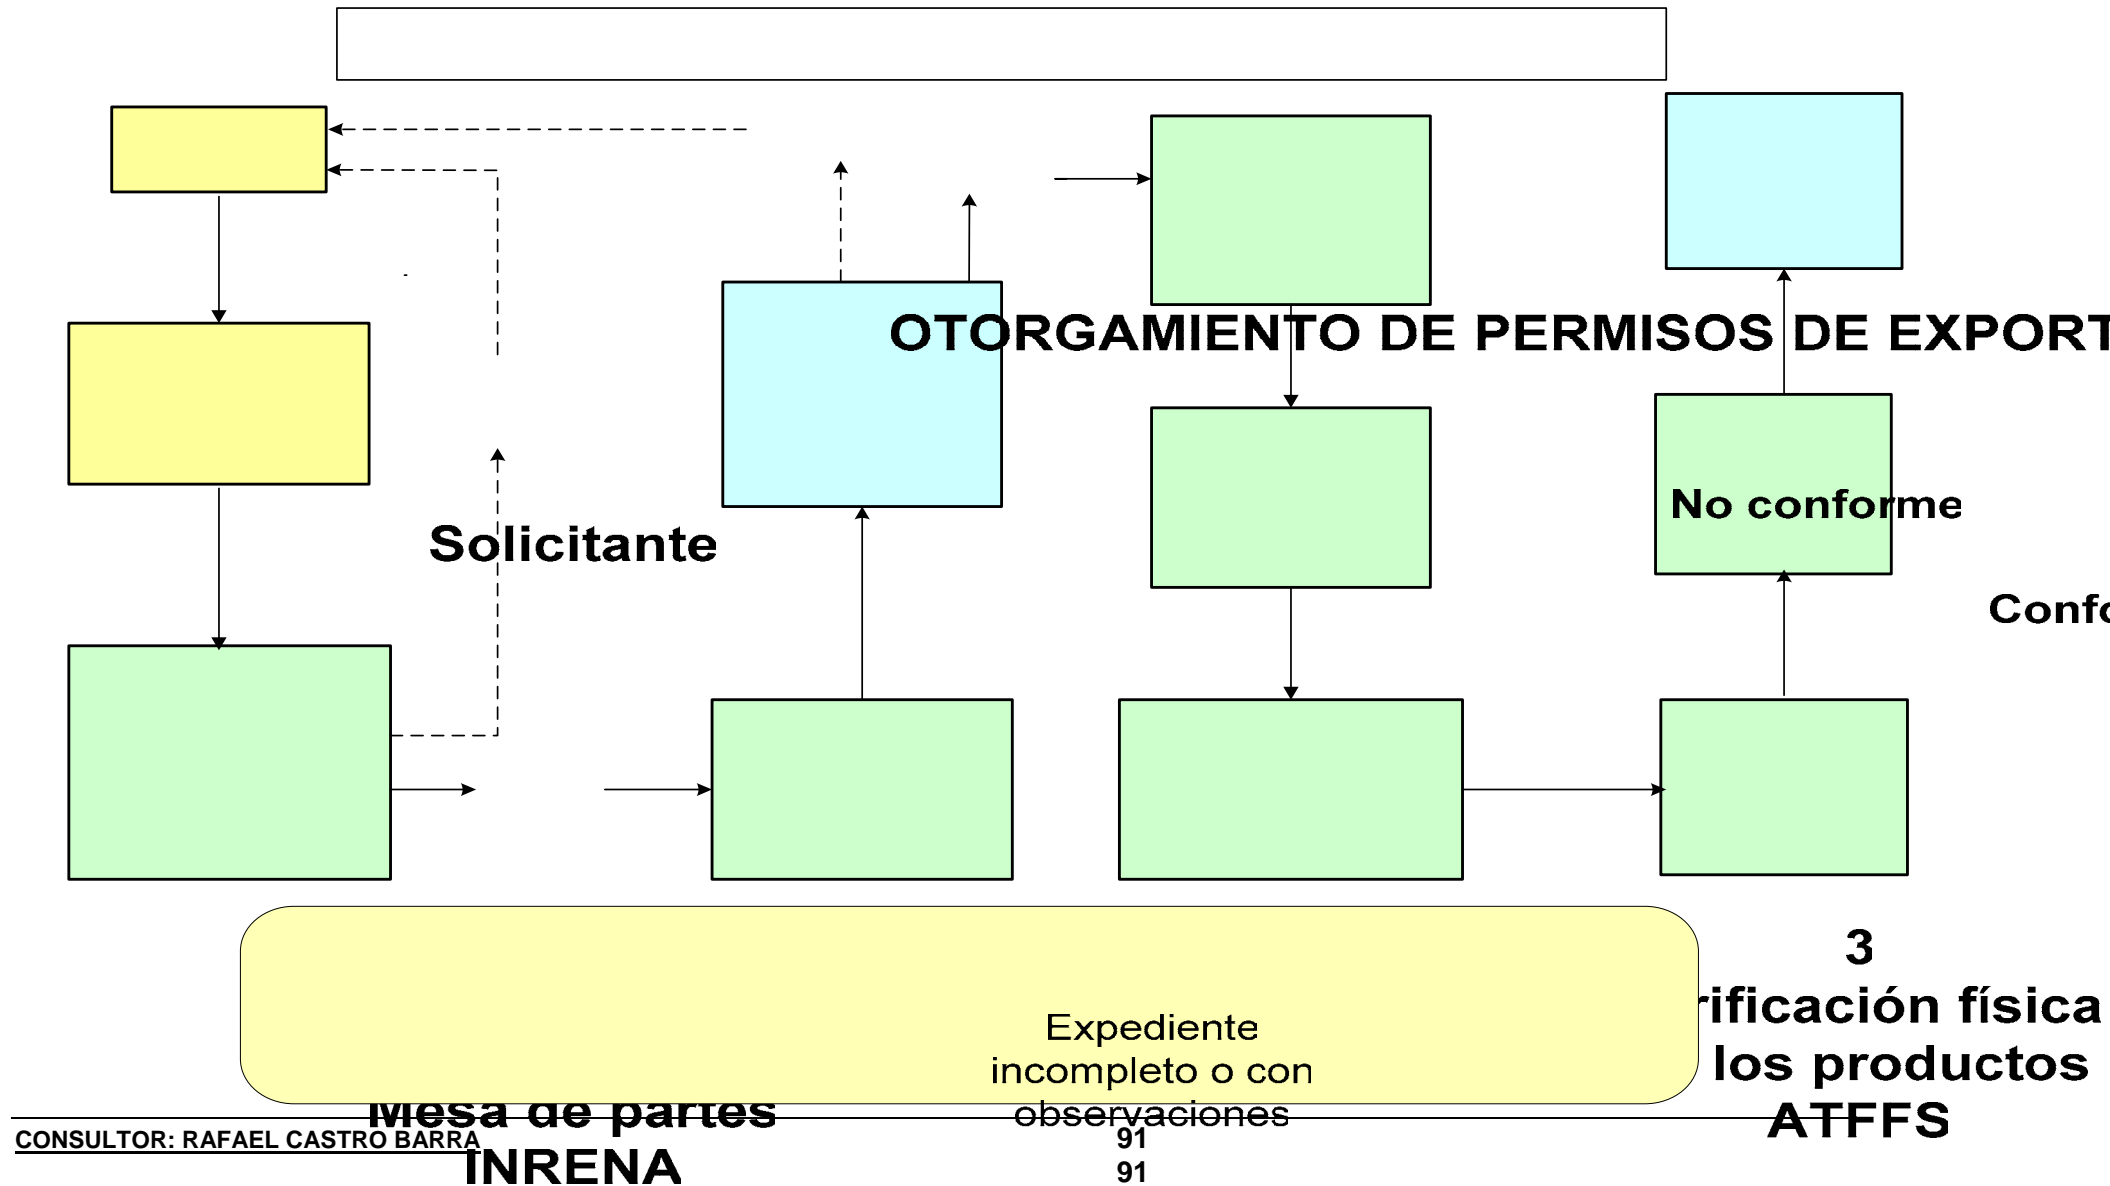 OTORGAMIENTO DE PERMISOS DE EXPORT
No conforme
Solicitante
Confo
3
rificación física
los productos
ATFFS
Expediente
incompleto o con
observaciones
Mesa de partes
INRENA
CONSULTOR: RAFAEL CASTRO BARRA
91
91